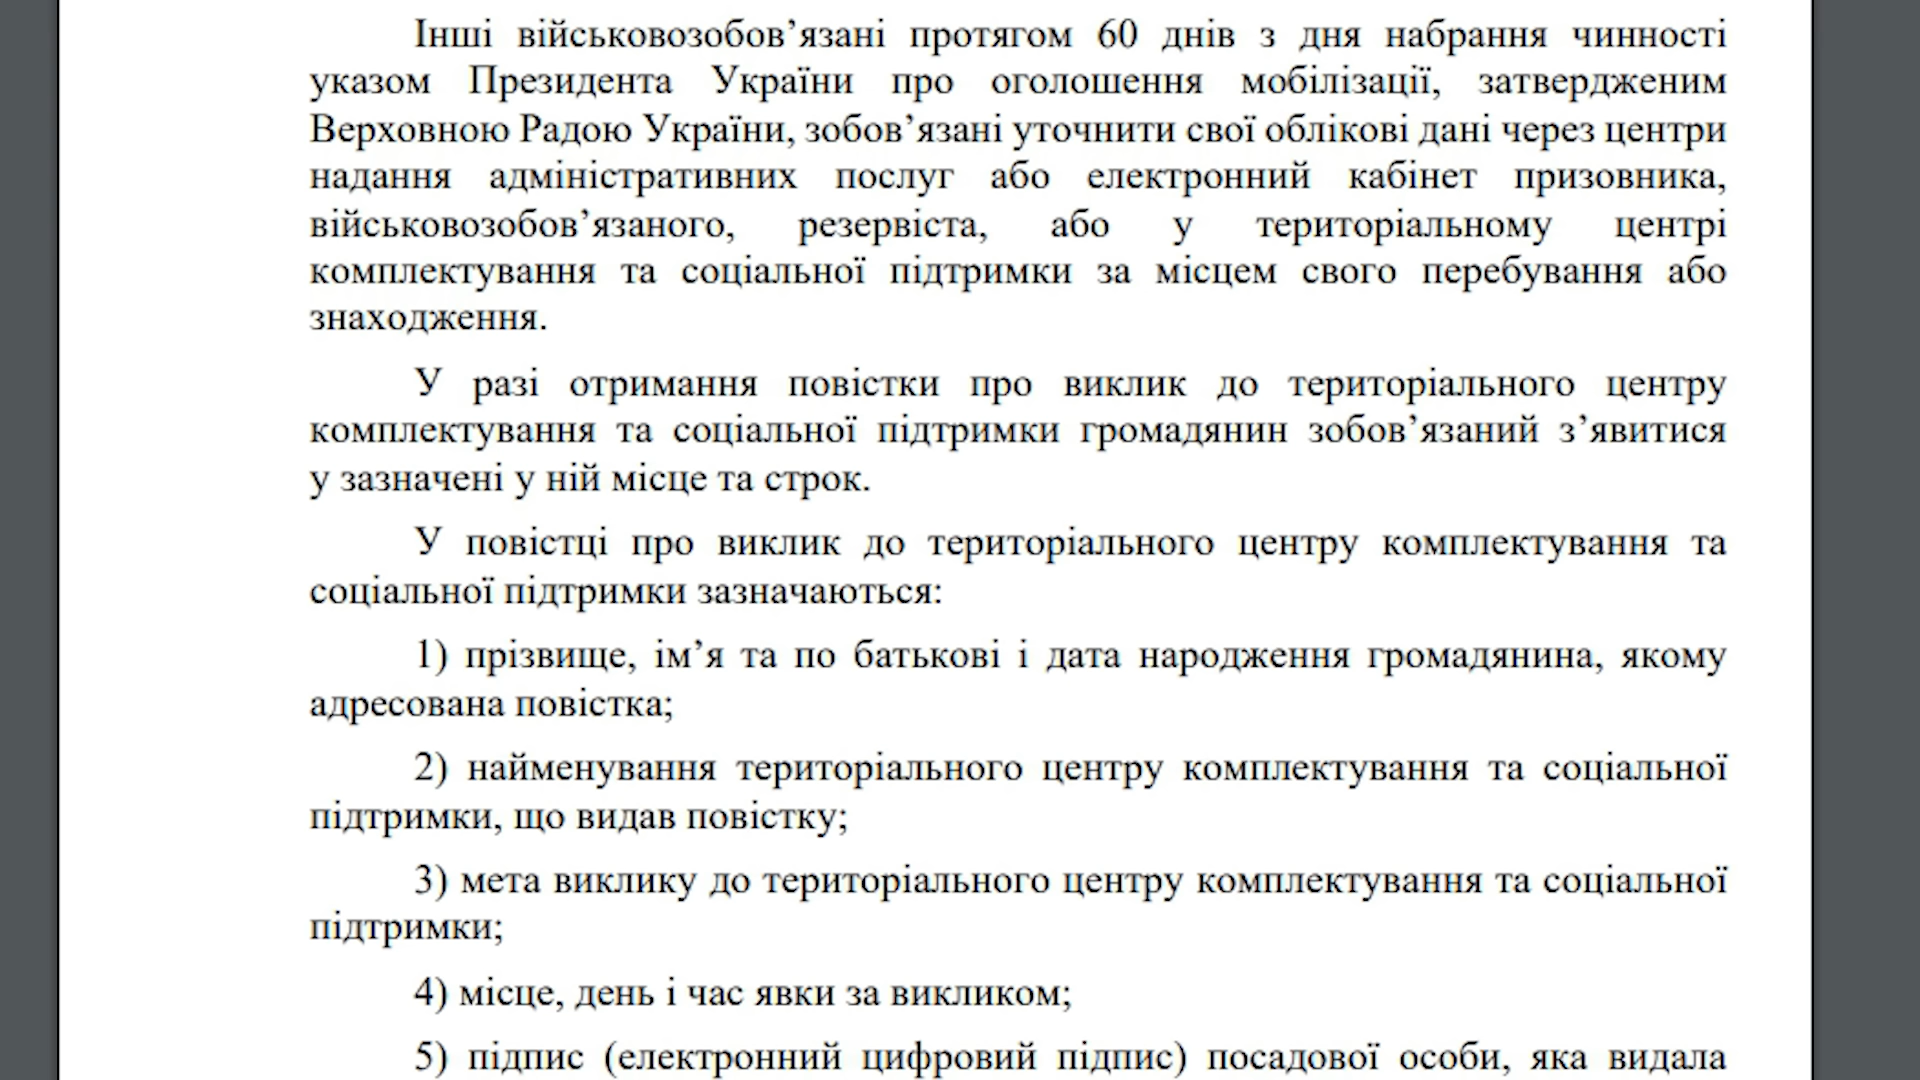 Інші військовозобов’язані протягом 60 днів з дня набрання чинності
указом Президента України про оголошення мобілізації, затвердженим
Верховною Радою України, зобов’язані уточнити свої облікові дані через центри
надання адміністративних послуг або електронний кабінет призовника,
військовозобов’язаного, резервіста, або у територіальному центрі
комплектування та соціальної підтримки за місцем свого перебування або
знаходження.
У разі отримання повістки про виклик до територіального центру
комплектування та соціальної підтримки громадянин зобов’язаний з’явитися
у зазначені у ній місце та строк.
У повістці про виклик до територіального центру комплектування та
соціальної підтримки зазначаються:
1) прізвище, ім’я та по батькові і дата народження громадянина, якому
адресована повістка;
2) найменування територіального центру комплектування та соціальної
підтримки, що видав повістку;
3) мета виклику до територіального центру комплектування та соціальної
підтримки;
4) місце, день і час явки за викликом;
5) підпис (електронний цифровий підпис) посадової особи, яка видала